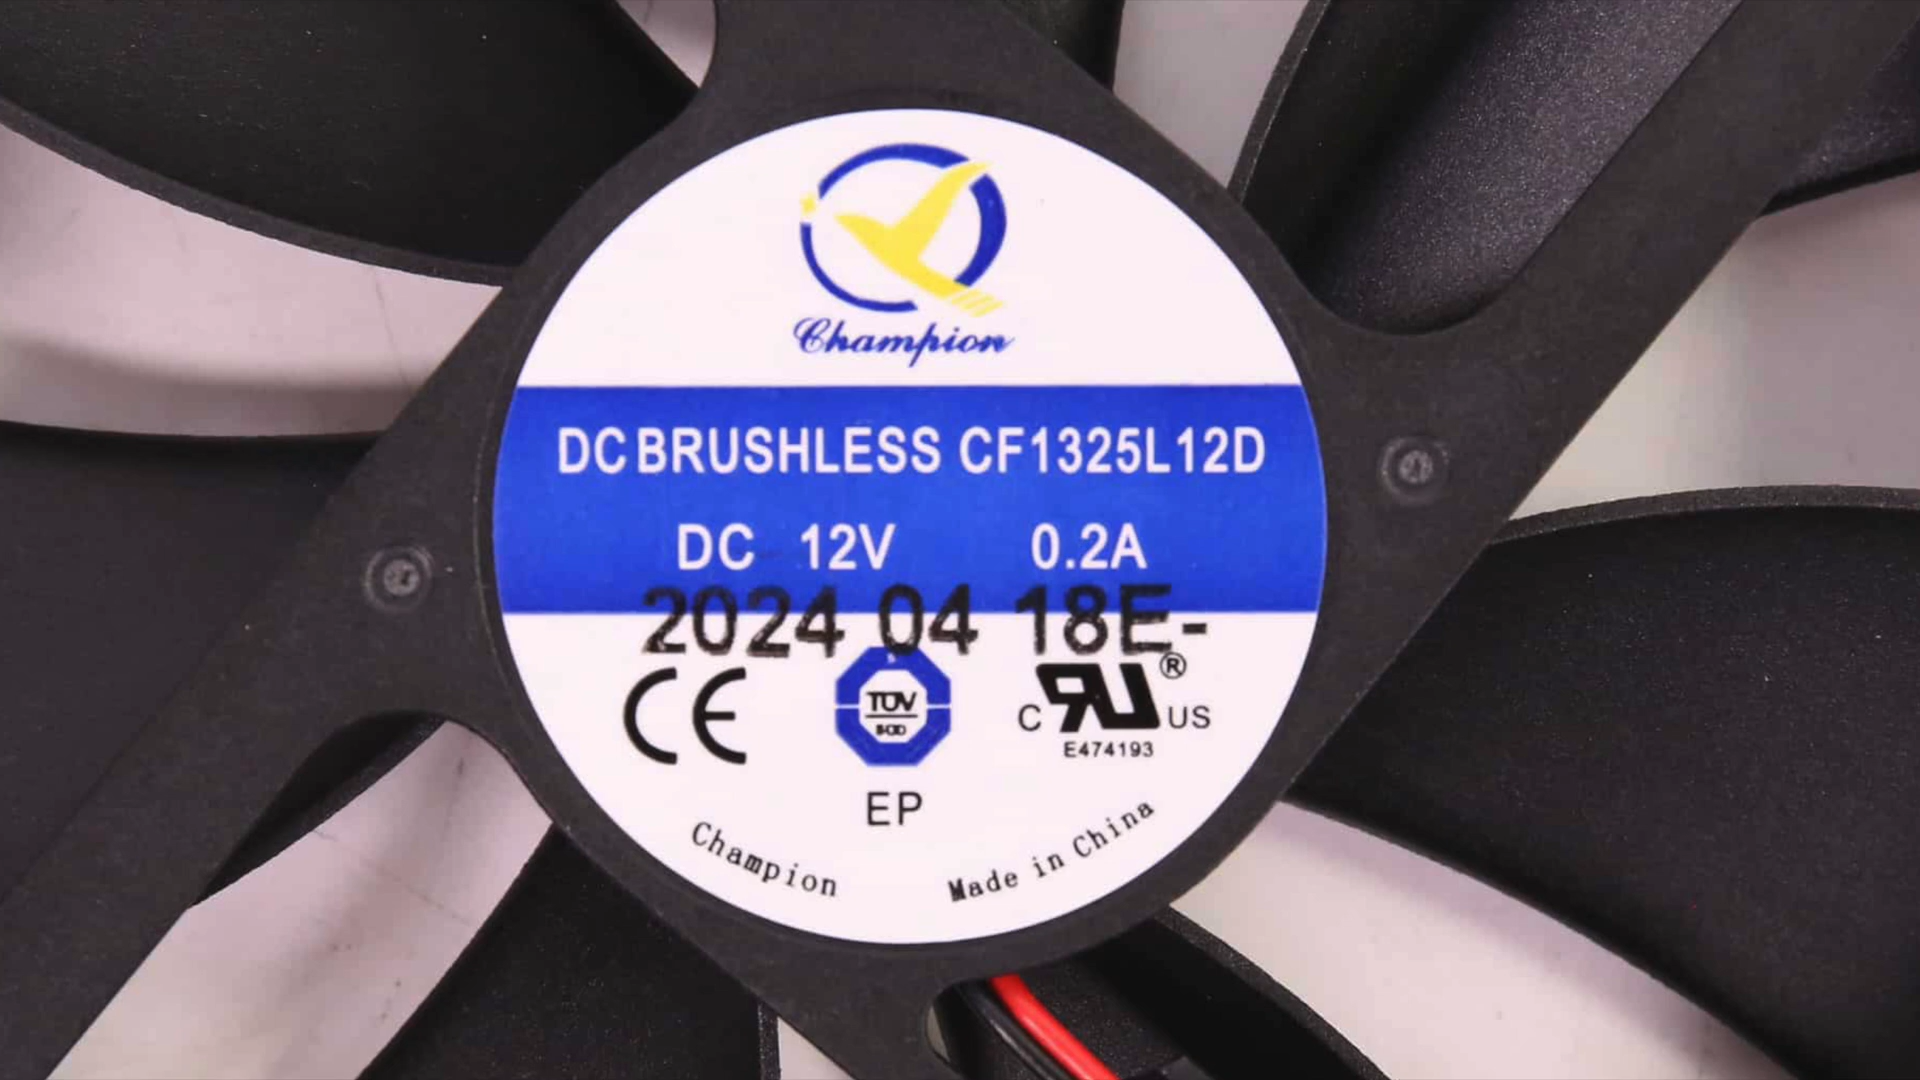 Champion
DC BRUSHLESS CF1325L12D
DC 12V 0.2A
2024 04 18E-
CE
TÜV
®
C RU US
E474193
EP
Champion
Made in China